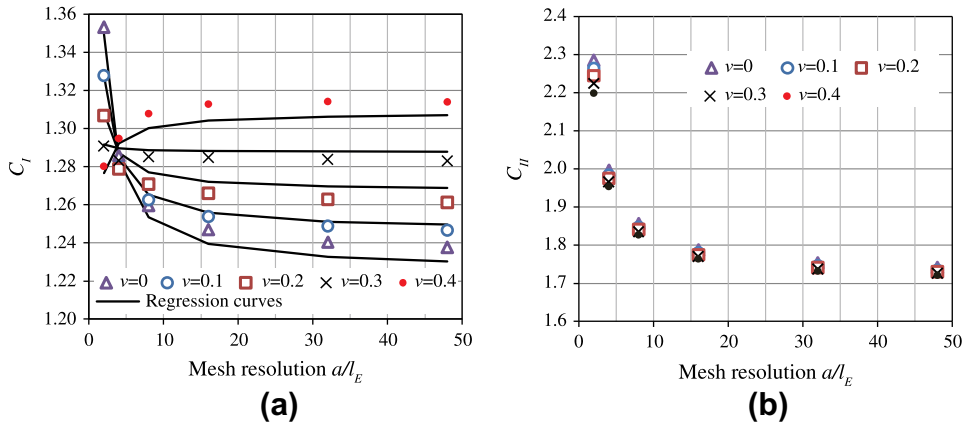 1.36
1.34
1.32
1.30
1.28
1.26
1.24
1.22
1.20
C_I
v=0 v=0.1 v=0.2 v=0.3 v=0.4
Regression curves
0 10 20 30 40 50
Mesh resolution a/l_E
(a)
2.4
2.3
2.2
2.1
2.0
1.9
1.8
1.7
1.6
C_II
v=0 v=0.1 v=0.2
v=0.3 v=0.4
0 10 20 30 40 50
Mesh resolution a/l_E
(b)